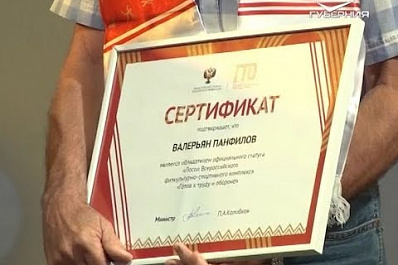 ГУБЕРНИЯ
ГТО
СЕРТИФИКАТ
подтверждает, что
ВАЛЕРЬЯН ПАНФИЛОВ
является обладателем официального статуса
«Посол Всероссийского
физкультурно-спортивного комплекса
«Готов к труду и обороне»
Министр П.А.Колобков